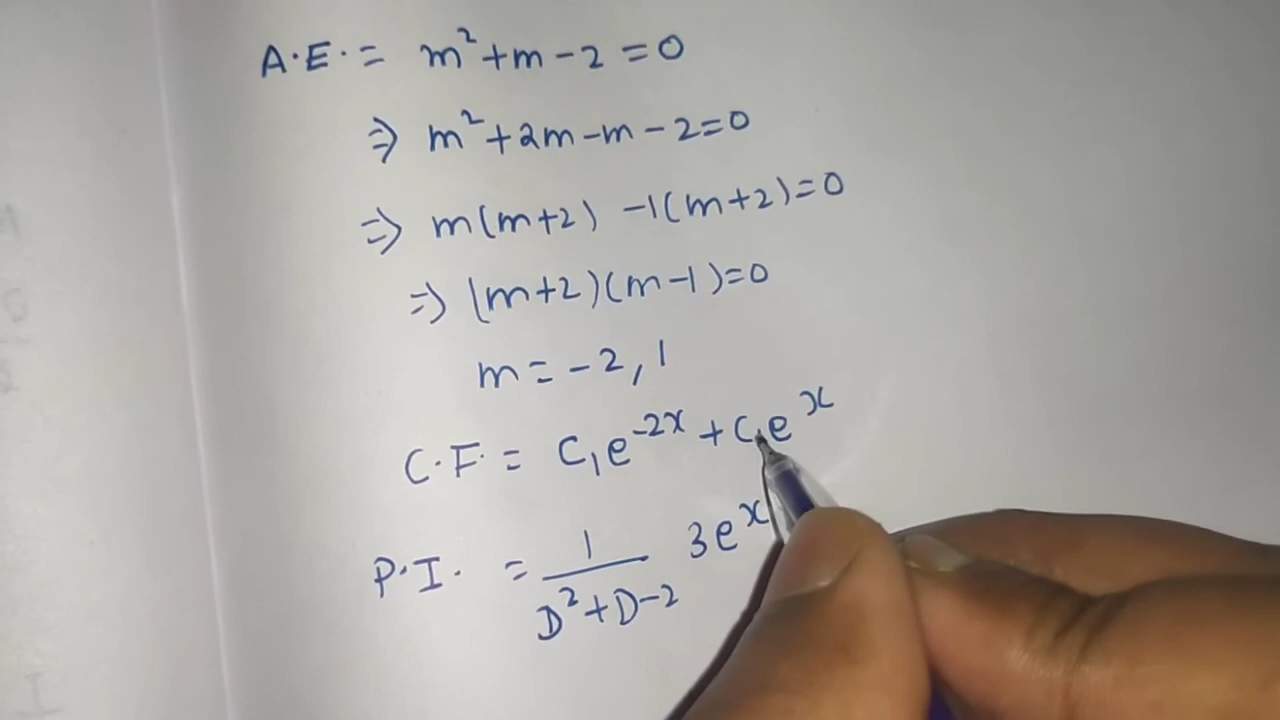 A.E. = m²+m-2=0
⇒ m²+2m-m-2=0
⇒ m(m+2) -1(m+2)=0
⇒ (m+2)(m-1)=0
m=-2,1
C.F. = C₁e^-2x + C₁e^x
P.I. = 1/(D²+D-2) 3e^x